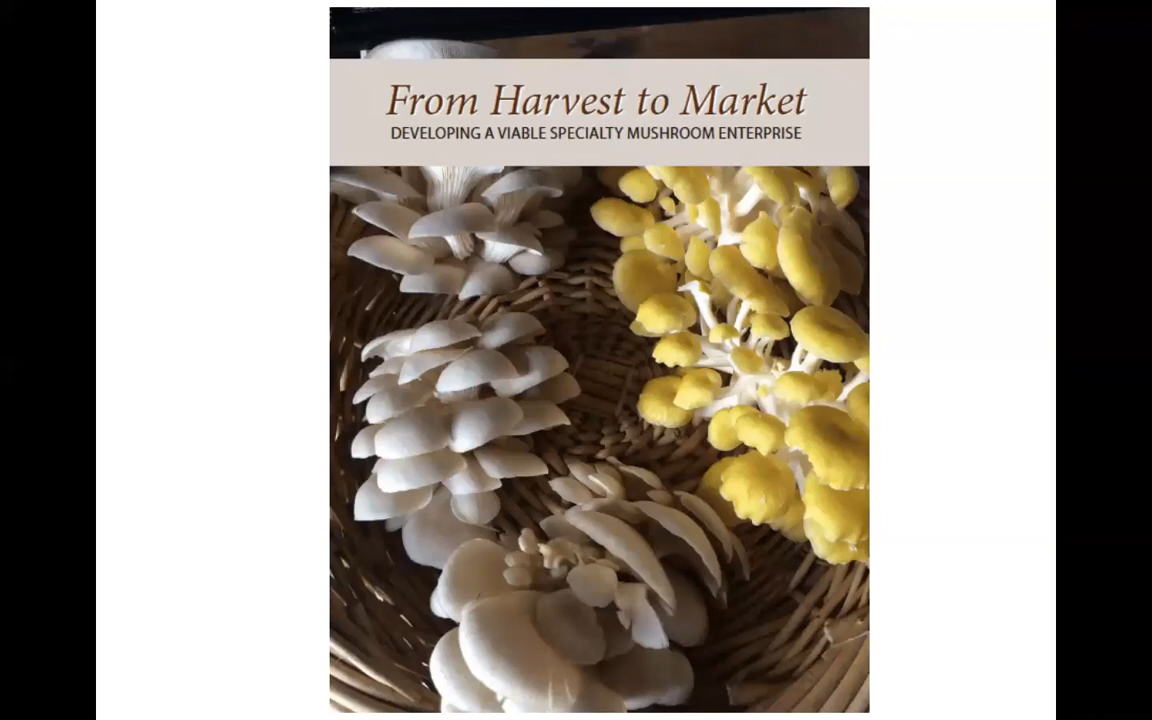 From Harvest to Market
DEVELOPING A VIABLE SPECIALTY MUSHROOM ENTERPRISE